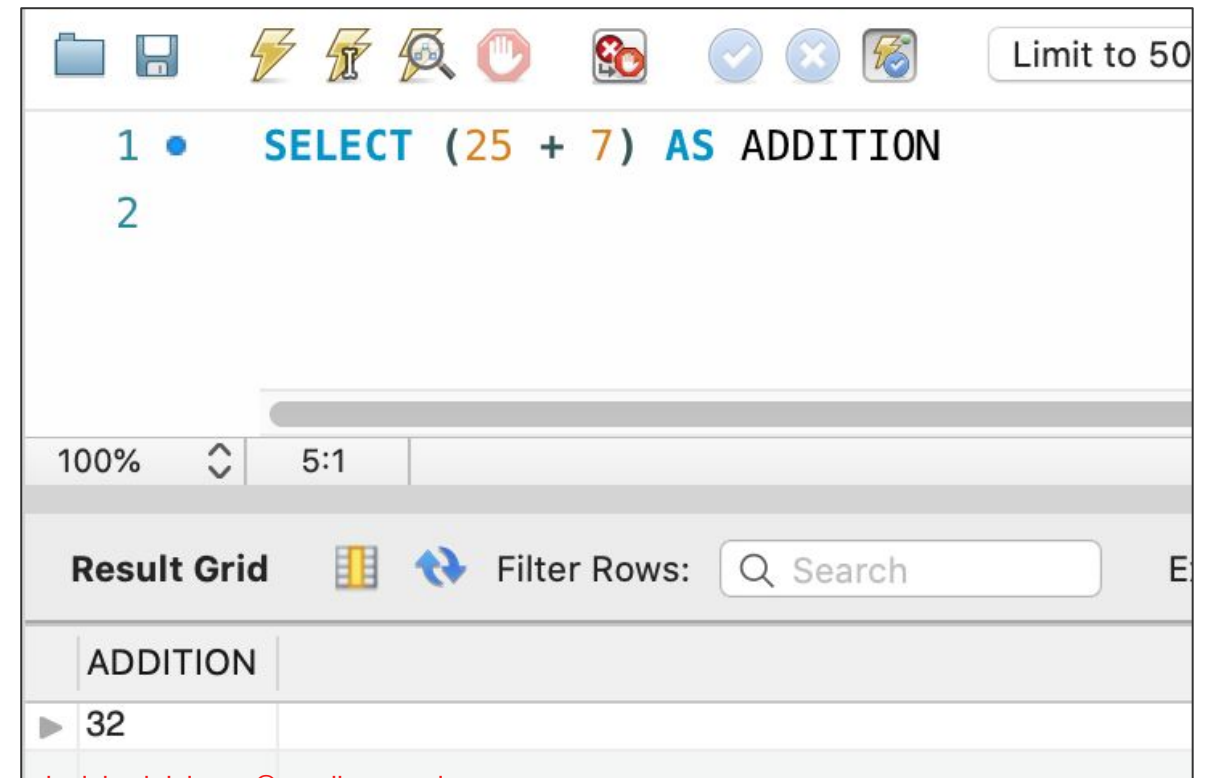 Limit to 50
1 SELECT (25 + 7) AS ADDITION
2
100% 5:1
Result Grid Filter Rows: Search
ADDITION
32